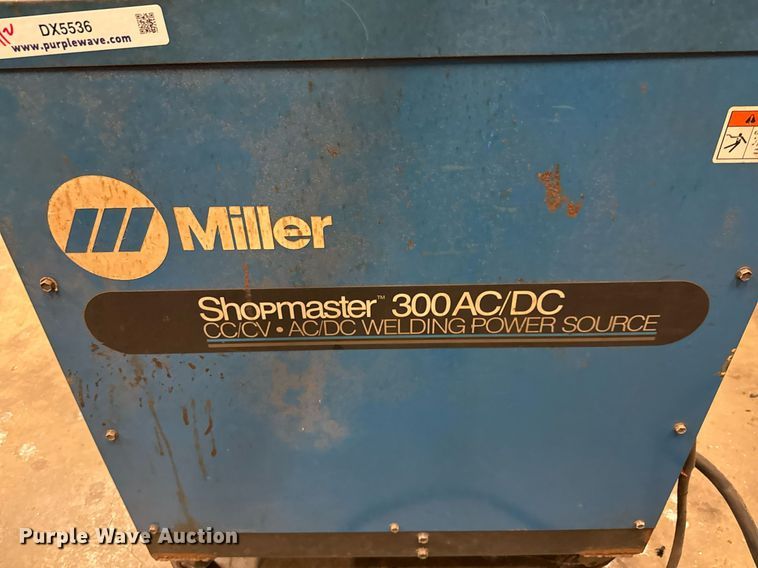 DX5536
www.purplewave.com
Miller
Shopmaster™ 300 AC/DC
CC/CV • AC/DC WELDING POWER SOURCE
Purple Wave Auction